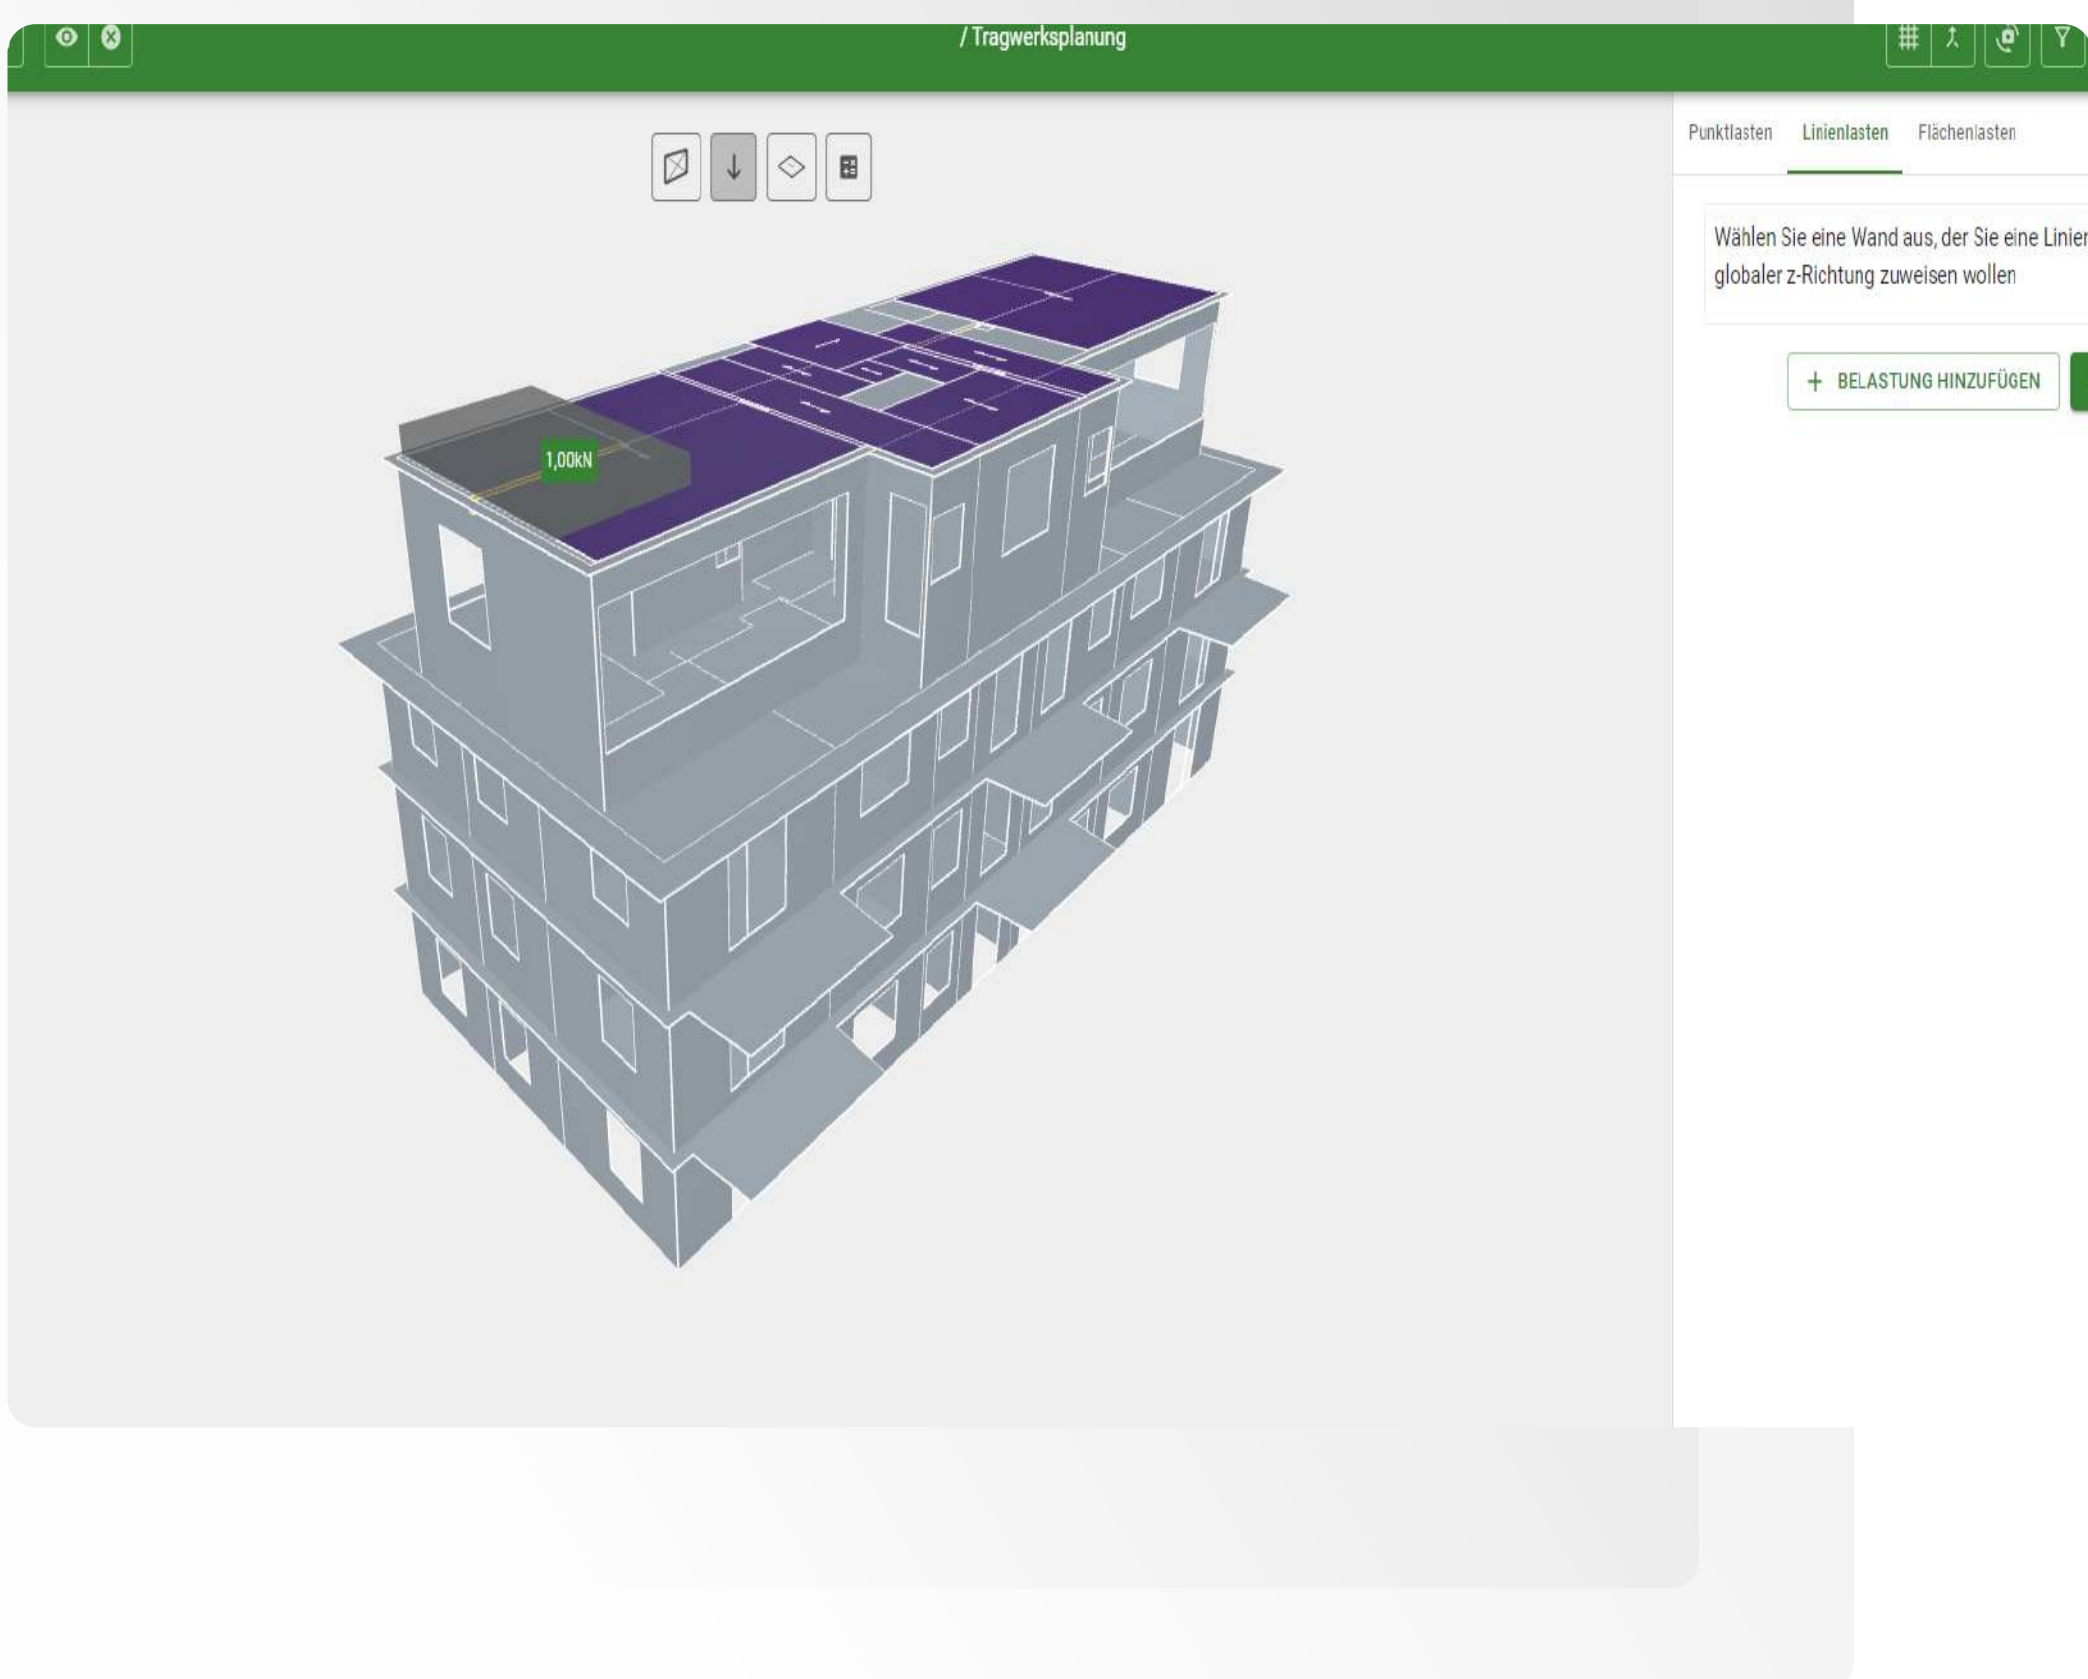 / Tragwerksplanung
Punktlasten Linienlasten Flächenlasten
Wählen Sie eine Wand aus, der Sie eine
globaler z-Richtung zuweisen wollen
+ BELASTUNG HINZUFÜGEN
1,00kN